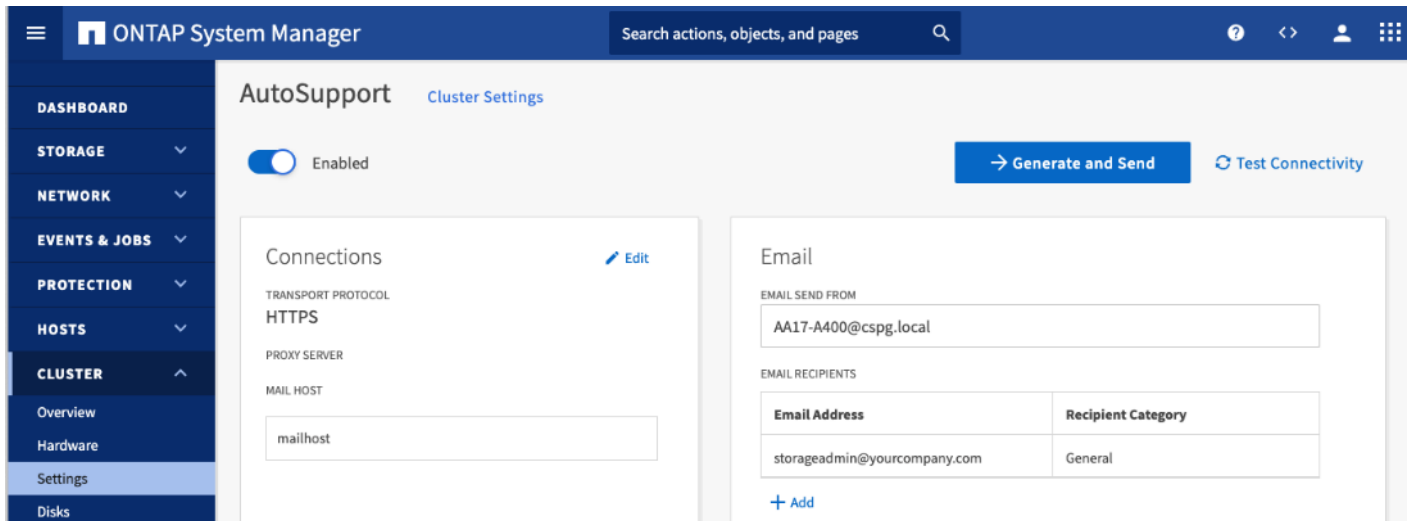 ONTAP System Manager
Search actions, objects, and pages
DASHBOARD
STORAGE
NETWORK
EVENTS & JOBS
PROTECTION
HOSTS
CLUSTER
Overview
Hardware
Settings
Disks
AutoSupport
Cluster Settings
Enabled
Generate and Send
Test Connectivity
Connections
Edit
TRANSPORT PROTOCOL
HTTPS
PROXY SERVER
MAIL HOST
mailhost
Email
EMAIL SEND FROM
AA17-A400@cspg.local
EMAIL RECIPIENTS
Email Address Recipient Category
storageadmin@yourcompany.com General
+ Add